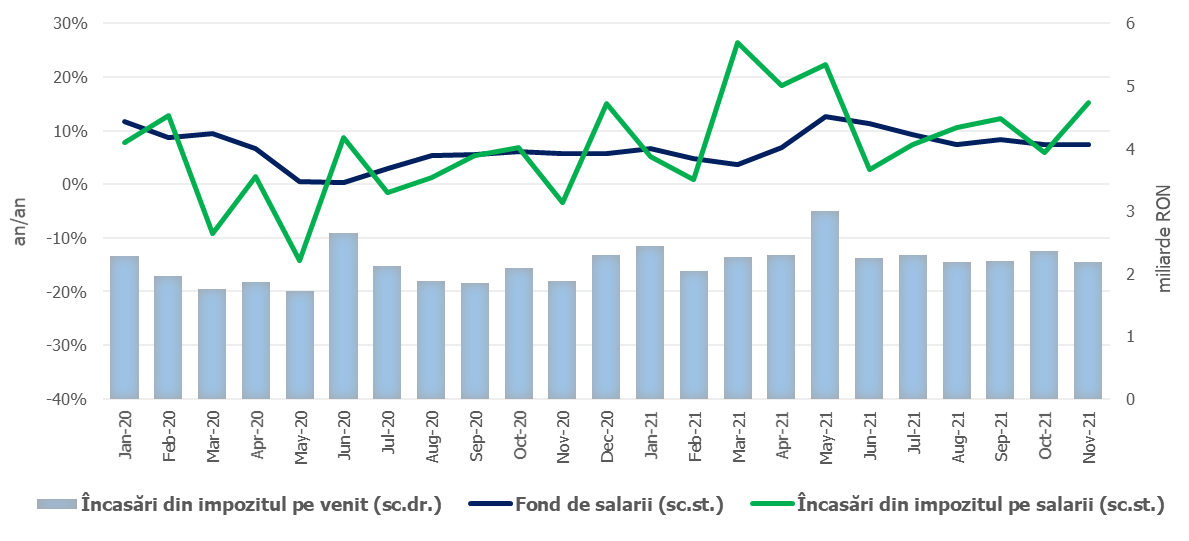 30%
20%
10%
0%
-10%
-20%
-30%
-40%
an/an
6
5
4
3
2
1
0
miliarde RON
Jan-20
Feb-20
Mar-20
Apr-20
May-20
Jun-20
Jul-20
Aug-20
Sep-20
Oct-20
Nov-20
Dec-20
Jan-21
Feb-21
Mar-21
Apr-21
May-21
Jun-21
Jul-21
Aug-21
Sep-21
Oct-21
Nov-21
Încasări din impozitul pe venit (sc.dr.)
Fond de salarii (sc.st.)
Încasări din impozitul pe salarii (sc.st.)